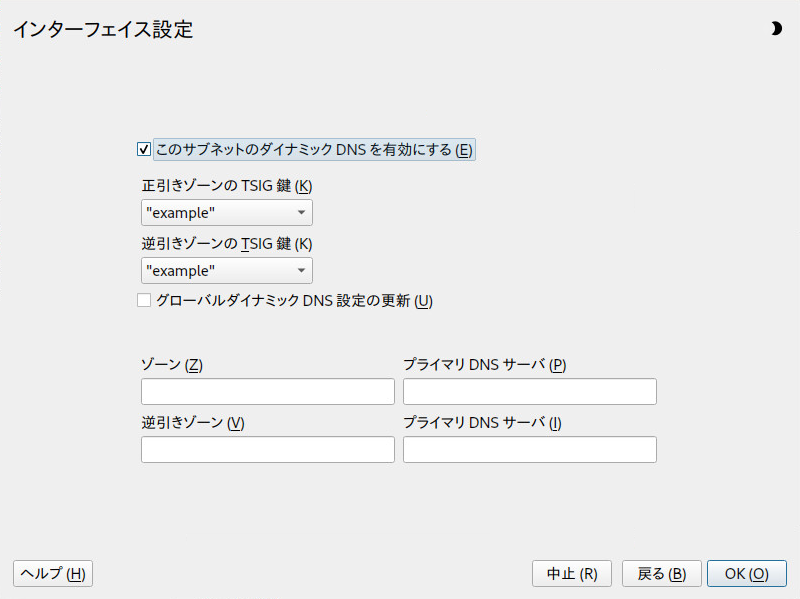 インターフェイス設定
このサブネットのダイナミック DNS を有効にする (E)
正引きゾーンの TSIG 鍵 (K)
"example"
逆引きゾーンの TSIG 鍵 (K)
"example"
グローバルダイナミック DNS 設定の更新 (U)
ゾーン (Z) プライマリ DNS サーバ (P)
逆引きゾーン (V) プライマリ DNS サーバ (I)
ヘルプ (H) 中止 (R) 戻る (B) OK (O)